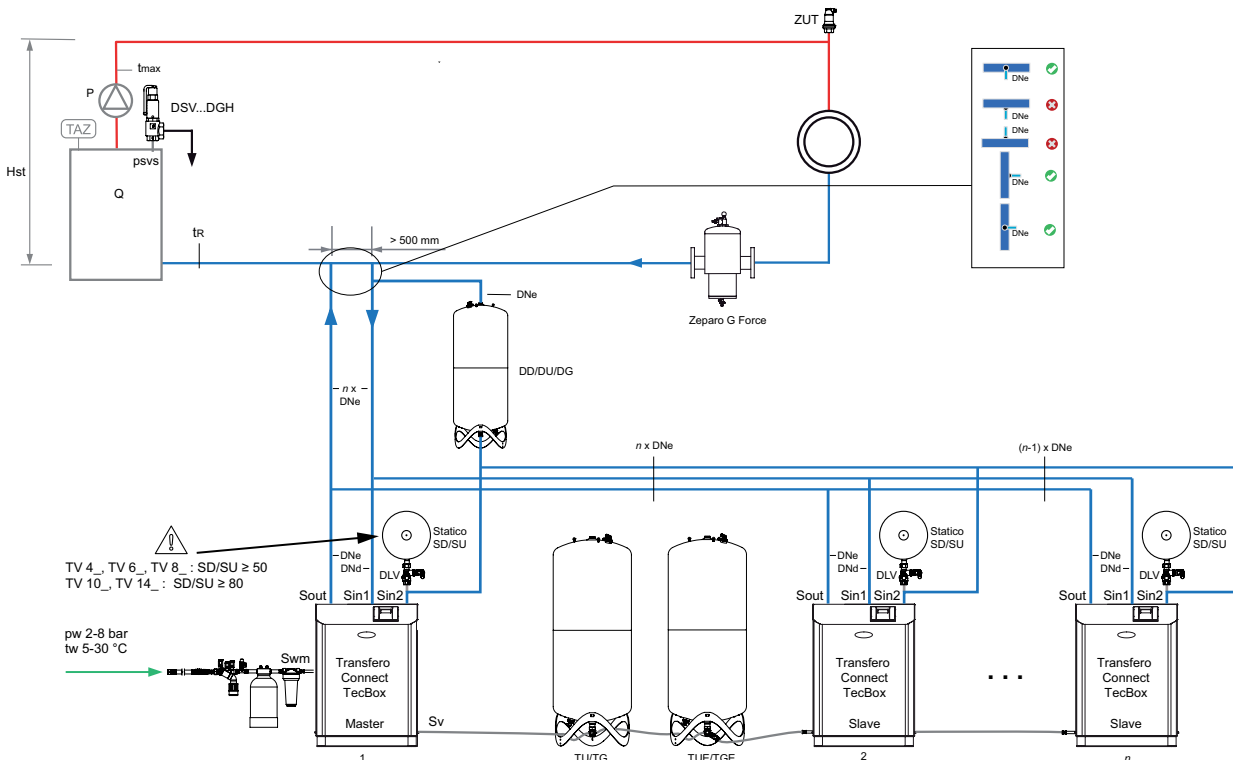 ZUT
tmax
P
DSV...DGH
TAZ
psvs
Hst
Q
DNe
DNe
DNe
DNe
DNe
tR
> 500 mm
DNe
Zeparo G Force
DD/DU/DG
n x
DNe
n x DNe
(n-1) x DNe
Statico
SD/SU
Statico
SD/SU
Statico
SD/SU
TV 4_, TV 6_, TV 8_ : SD/SU ≥ 50
TV 10_, TV 14_ : SD/SU ≥ 80
DNe
DNd
DLV
DNe
DNd
DLV
DNe
DNd
DLV
Sout
Sin1
Sin2
Sout
Sin1
Sin2
Sout
Sin1
Sin2
pw 2-8 bar
tw 5-30 °C
Swm
Transfero
Connect
TecBox
Master
Sv
Transfero
Connect
TecBox
Slave
. . .
Transfero
Connect
TecBox
Slave
1
TU/TG
TUE/TGE
2
n